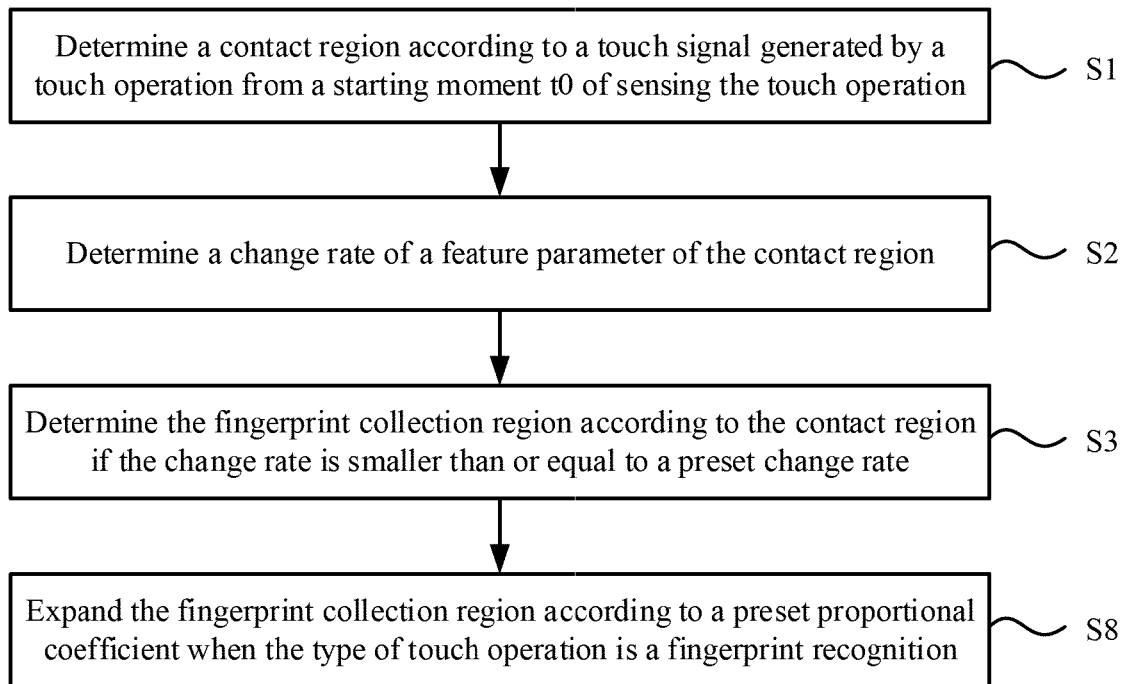 Determine a contact region according to a touch signal generated by a
touch operation from a starting moment t0 of sensing the touch operation
S1
Determine a change rate of a feature parameter of the contact region
S2
Determine the fingerprint collection region according to the contact region
if the change rate is smaller than or equal to a preset change rate
S3
Expand the fingerprint collection region according to a preset proportional
coefficient when the type of touch operation is a fingerprint recognition
S8